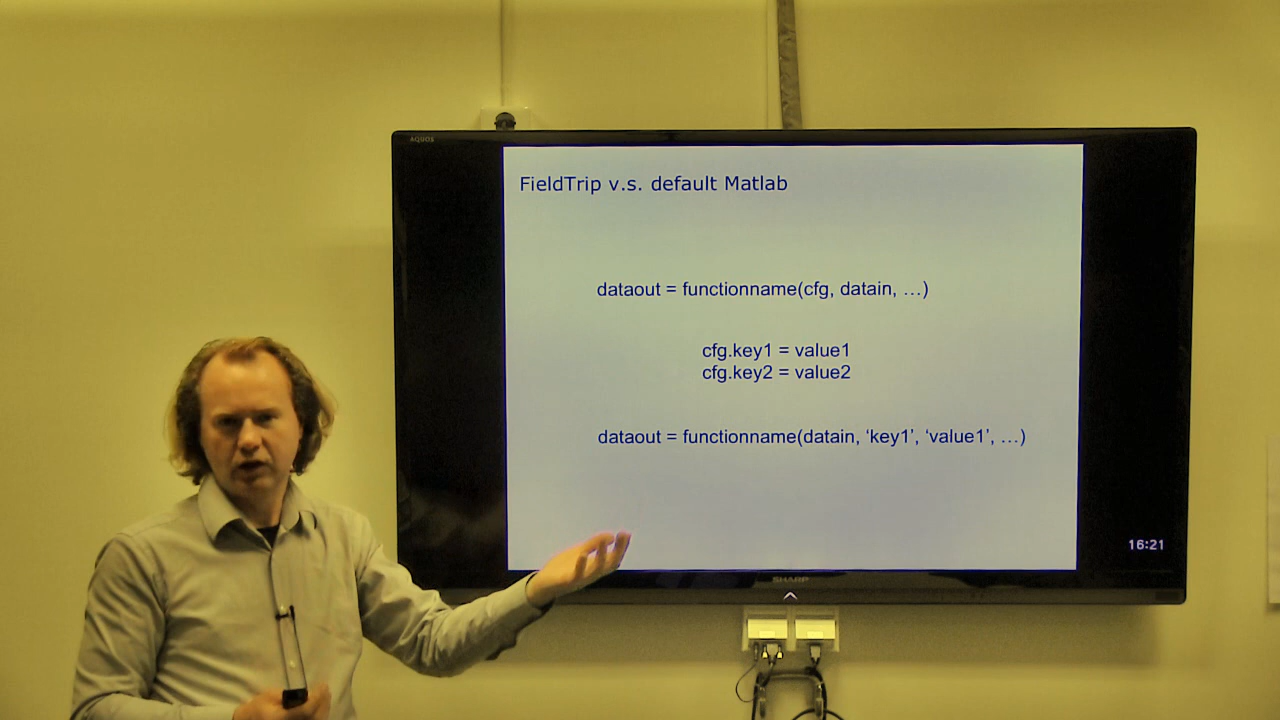 AQUOS
FieldTrip v.s. default Matlab
dataout = functionname(cfg, datain, …)
cfg.key1 = value1
cfg.key2 = value2
dataout = functionname(datain, ‘key1’, ‘value1’, …)
16:21
SHARP